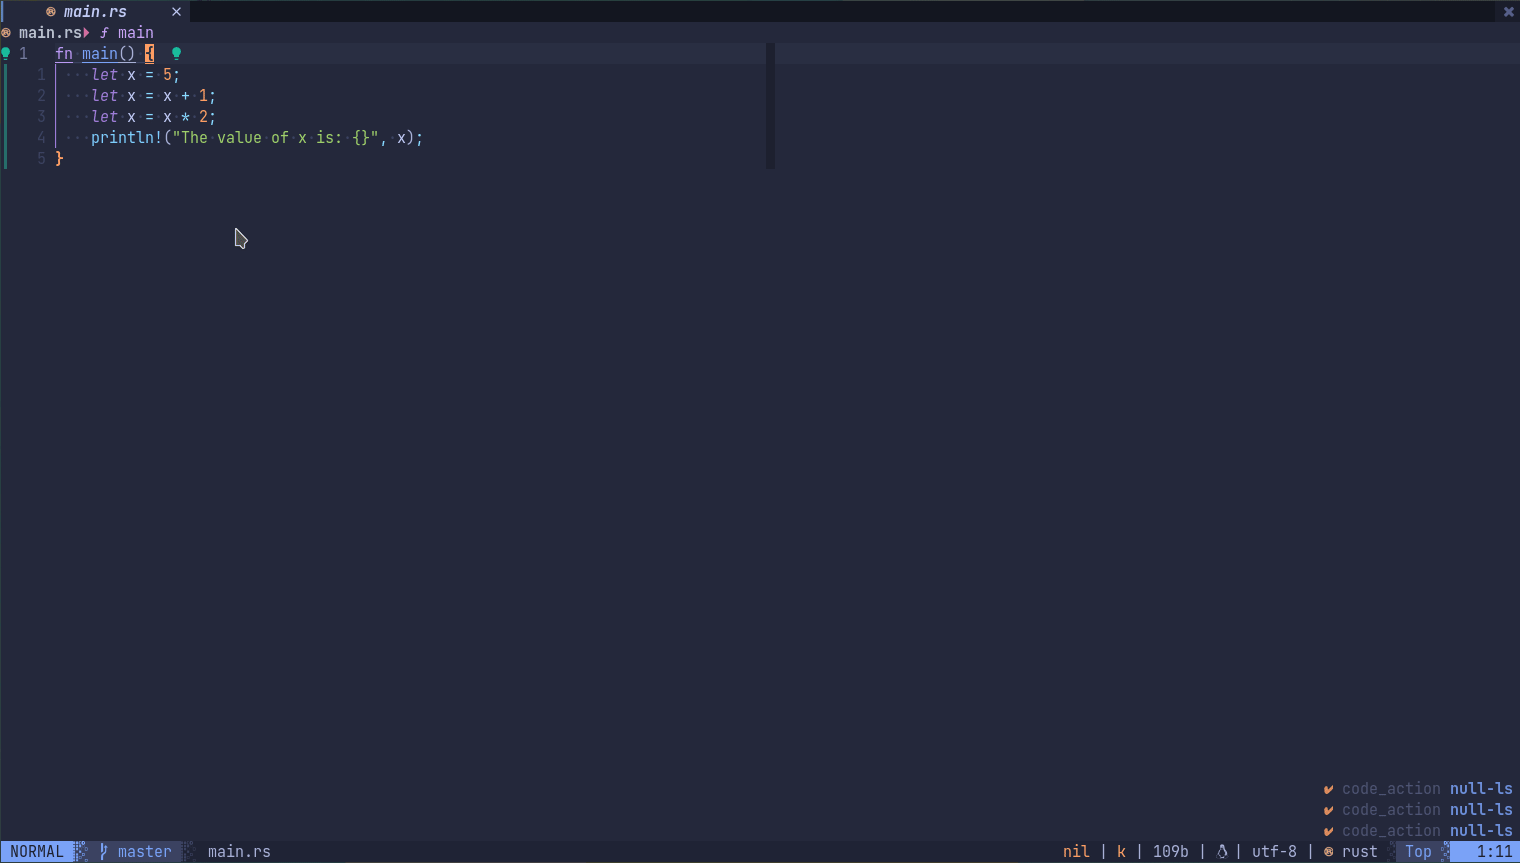 main.rs ×
main.rs main
1 fn main() {
1 let x = 5;
2 let x = x + 1;
3 let x = x * 2;
4 println!("The value of x is: {}", x);
5 }
code_action null-ls
code_action null-ls
code_action null-ls
NORMAL master main.rs nil | k | 109b | | utf-8 | rust Top 1:11